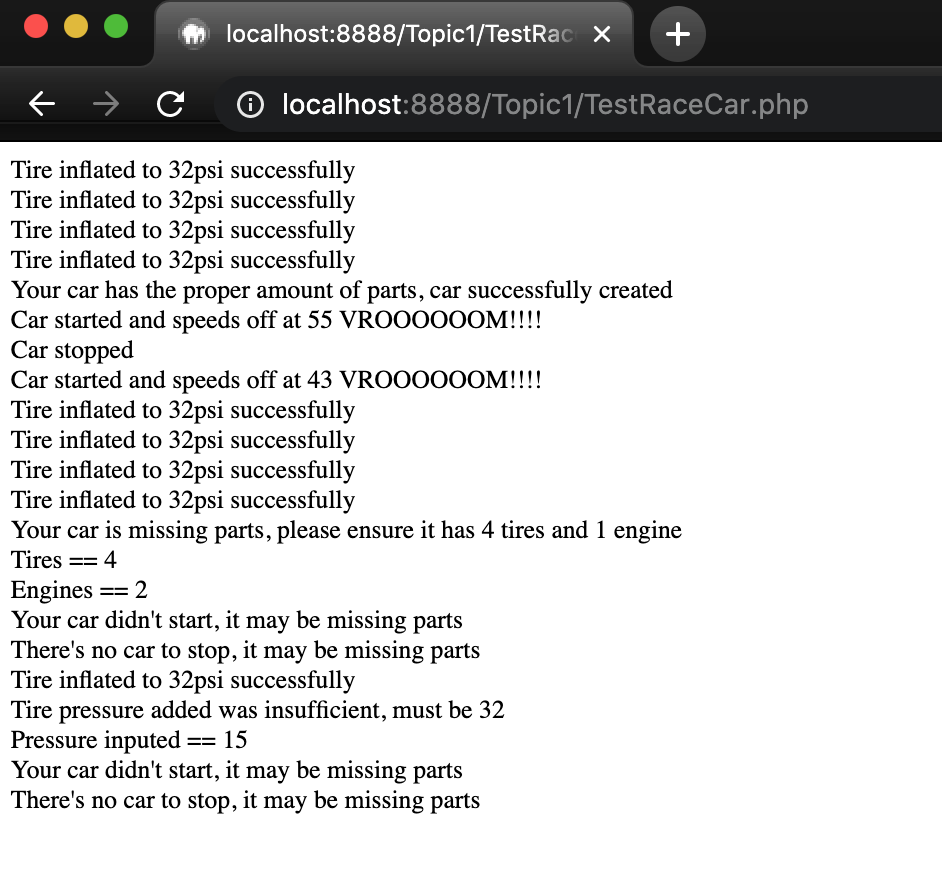 localhost:8888/Topic1/TestRac
localhost:8888/Topic1/TestRaceCar.php
Tire inflated to 32psi successfully
Tire inflated to 32psi successfully
Tire inflated to 32psi successfully
Tire inflated to 32psi successfully
Your car has the proper amount of parts, car successfully created
Car started and speeds off at 55 VROOOOOOM!!!!
Car stopped
Car started and speeds off at 43 VROOOOOOM!!!!
Tire inflated to 32psi successfully
Tire inflated to 32psi successfully
Tire inflated to 32psi successfully
Tire inflated to 32psi successfully
Your car is missing parts, please ensure it has 4 tires and 1 engine
Tires == 4
Engines == 2
Your car didn't start, it may be missing parts
There's no car to stop, it may be missing parts
Tire inflated to 32psi successfully
Tire pressure added was insufficient, must be 32
Pressure inputed == 15
Your car didn't start, it may be missing parts
There's no car to stop, it may be missing parts